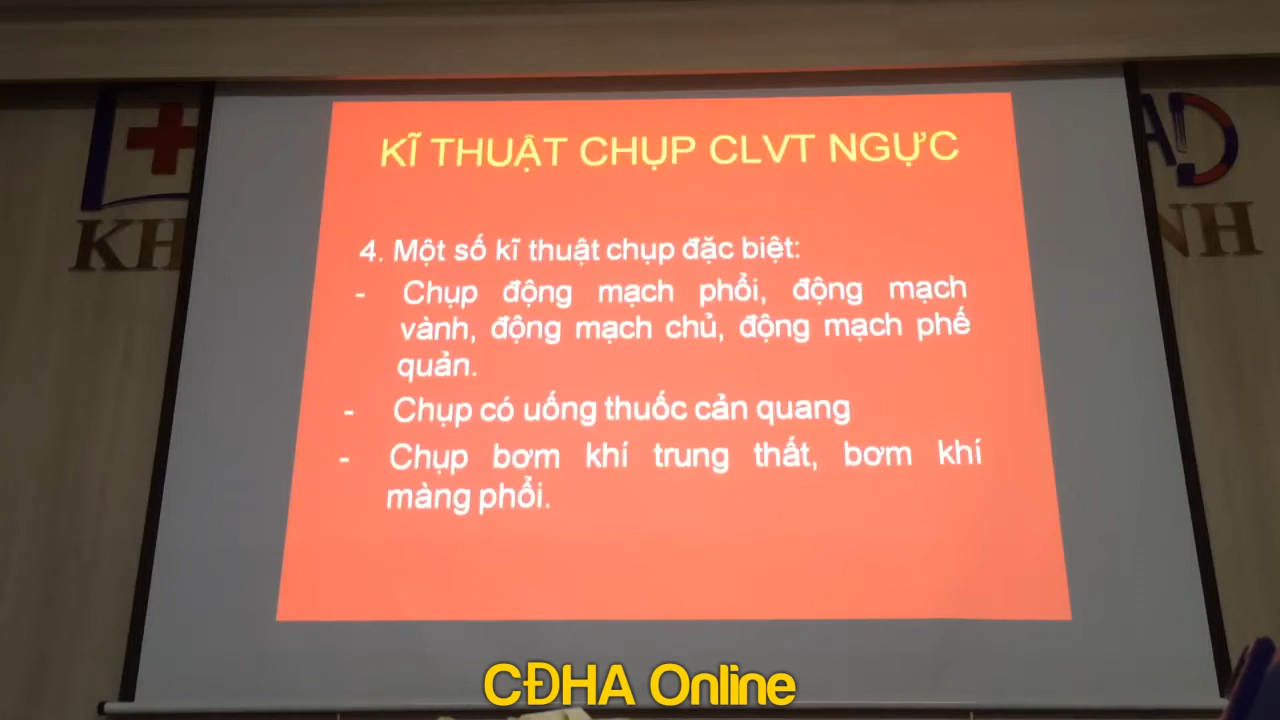 KĨ THUẬT CHỤP CLVT NGỰC
4. Một số kĩ thuật chụp đặc biệt:
- Chụp động mạch phổi, động mạch
vành, động mạch chủ, động mạch phế
quản.
- Chụp có uống thuốc cản quang
- Chụp bơm khí trung thất, bơm khí
màng phổi.
KH
NH
CĐHA Online